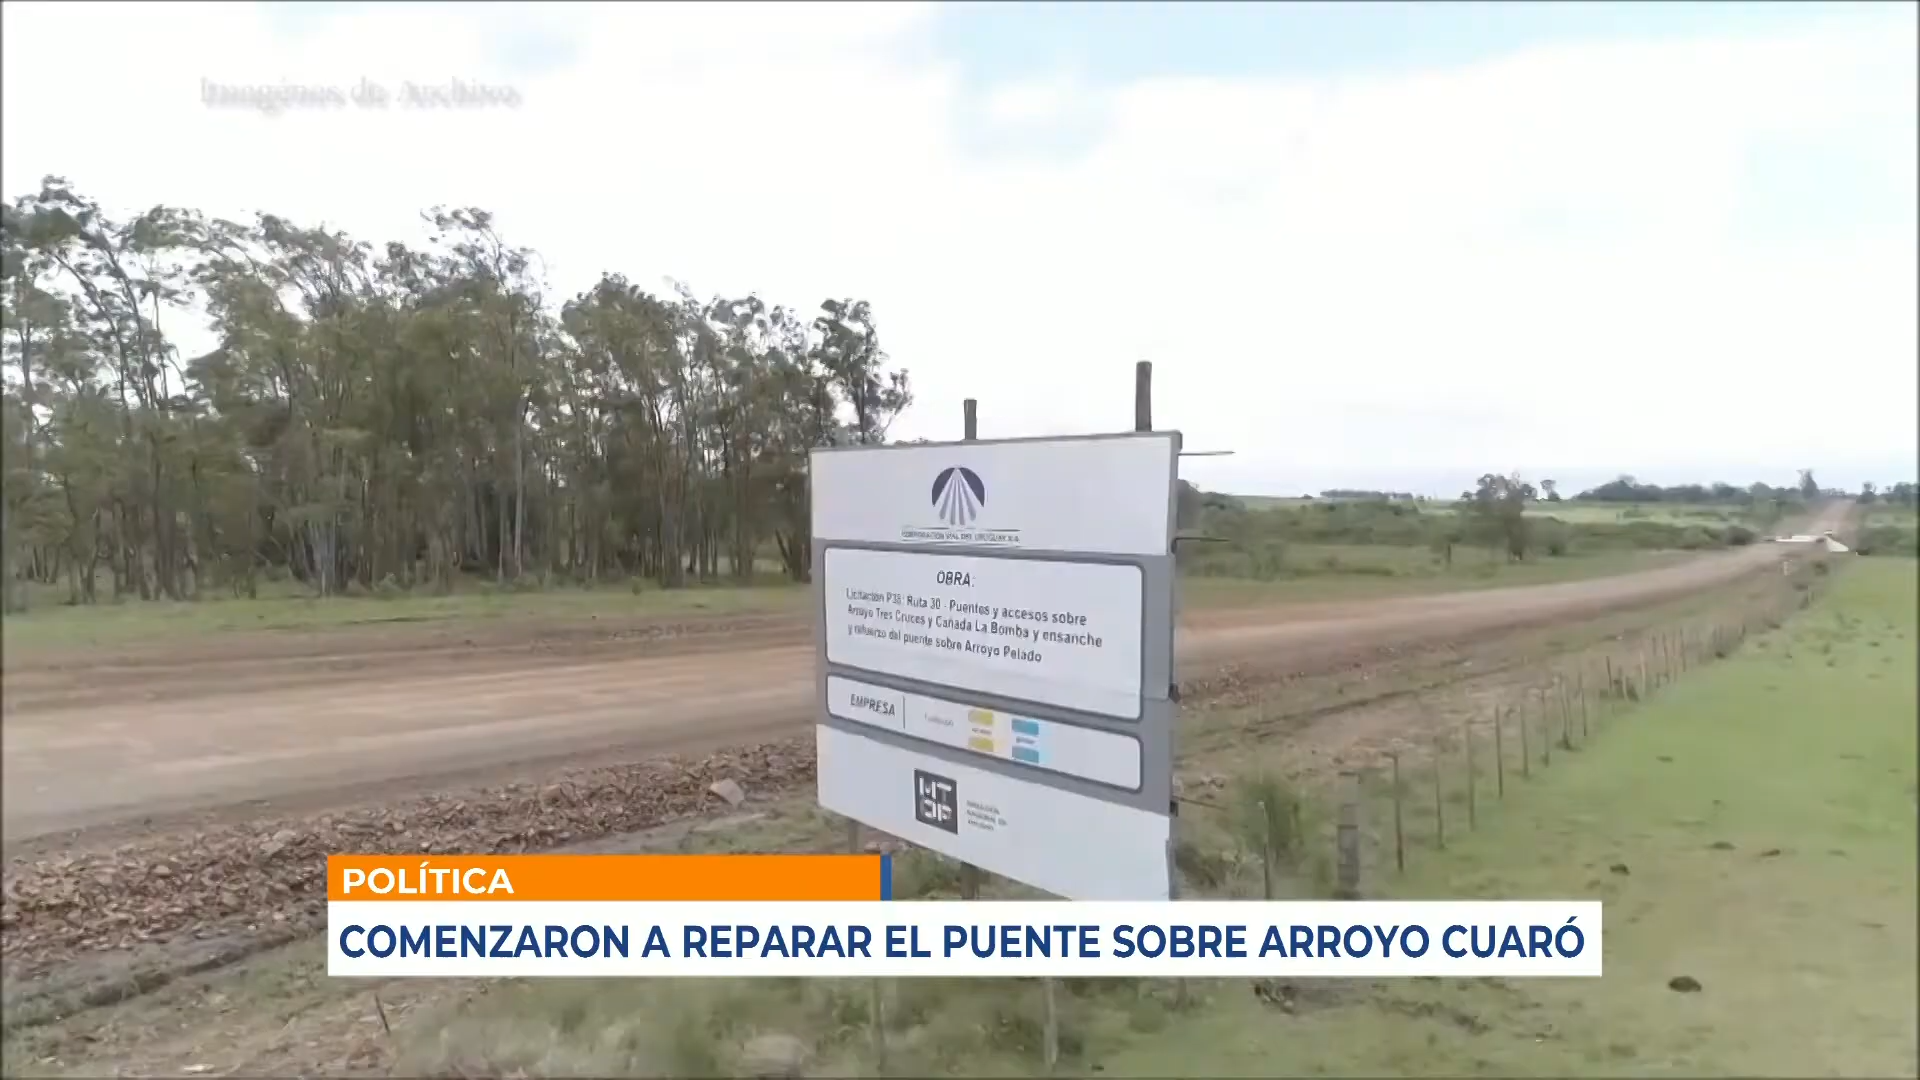 Imagénes de Archivo
CORPORACIÓN VIAL DEL URUGUAY S.A.
OBRA:
Licitación P38: Ruta 30 - Puentes y accesos sobre
Arroyo Tres Cruces y Cañada La Bomba y ensanche
y refuerzo del puente sobre Arroyo Pelado
EMPRESA
MT
OP
POLÍTICA
COMENZARON A REPARAR EL PUENTE SOBRE ARROYO CUARÓ